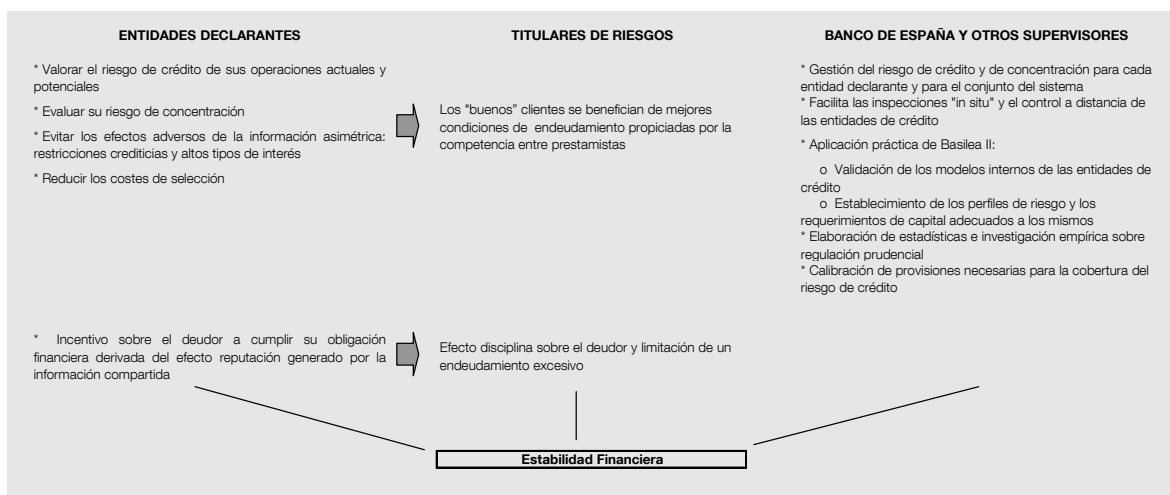 ENTIDADES DECLARANTES
* Valorar el riesgo de crédito de sus operaciones actuales y
potenciales
* Evaluar su riesgo de concentración
* Evitar los efectos adversos de la información asimétrica:
restricciones crediticias y altos tipos de interés
* Reducir los costes de selección
* Incentivo sobre el deudor a cumplir su obligación
financiera derivada del efecto reputación generado por la
información compartida
TITULARES DE RIESGOS
Los "buenos" clientes se benefician de mejores
condiciones de endeudamiento propiciadas por la
competencia entre prestamistas
Efecto disciplina sobre el deudor y limitación de un
endeudamiento excesivo
BANCO DE ESPAÑA Y OTROS SUPERVISORES
* Gestión del riesgo de crédito y de concentración para cada
entidad declarante y para el conjunto del sistema
* Facilita las inspecciones "in situ" y el control a distancia de
las entidades de crédito
* Aplicación práctica de Basilea II:
o Validación de los modelos internos de las entidades de
crédito
o Establecimiento de los perfiles de riesgo y los
requerimientos de capital adecuados a los mismos
* Elaboración de estadísticas e investigación empírica sobre
regulación prudencial
* Calibración de provisiones necesarias para la cobertura del
riesgo de crédito
Estabilidad Financiera